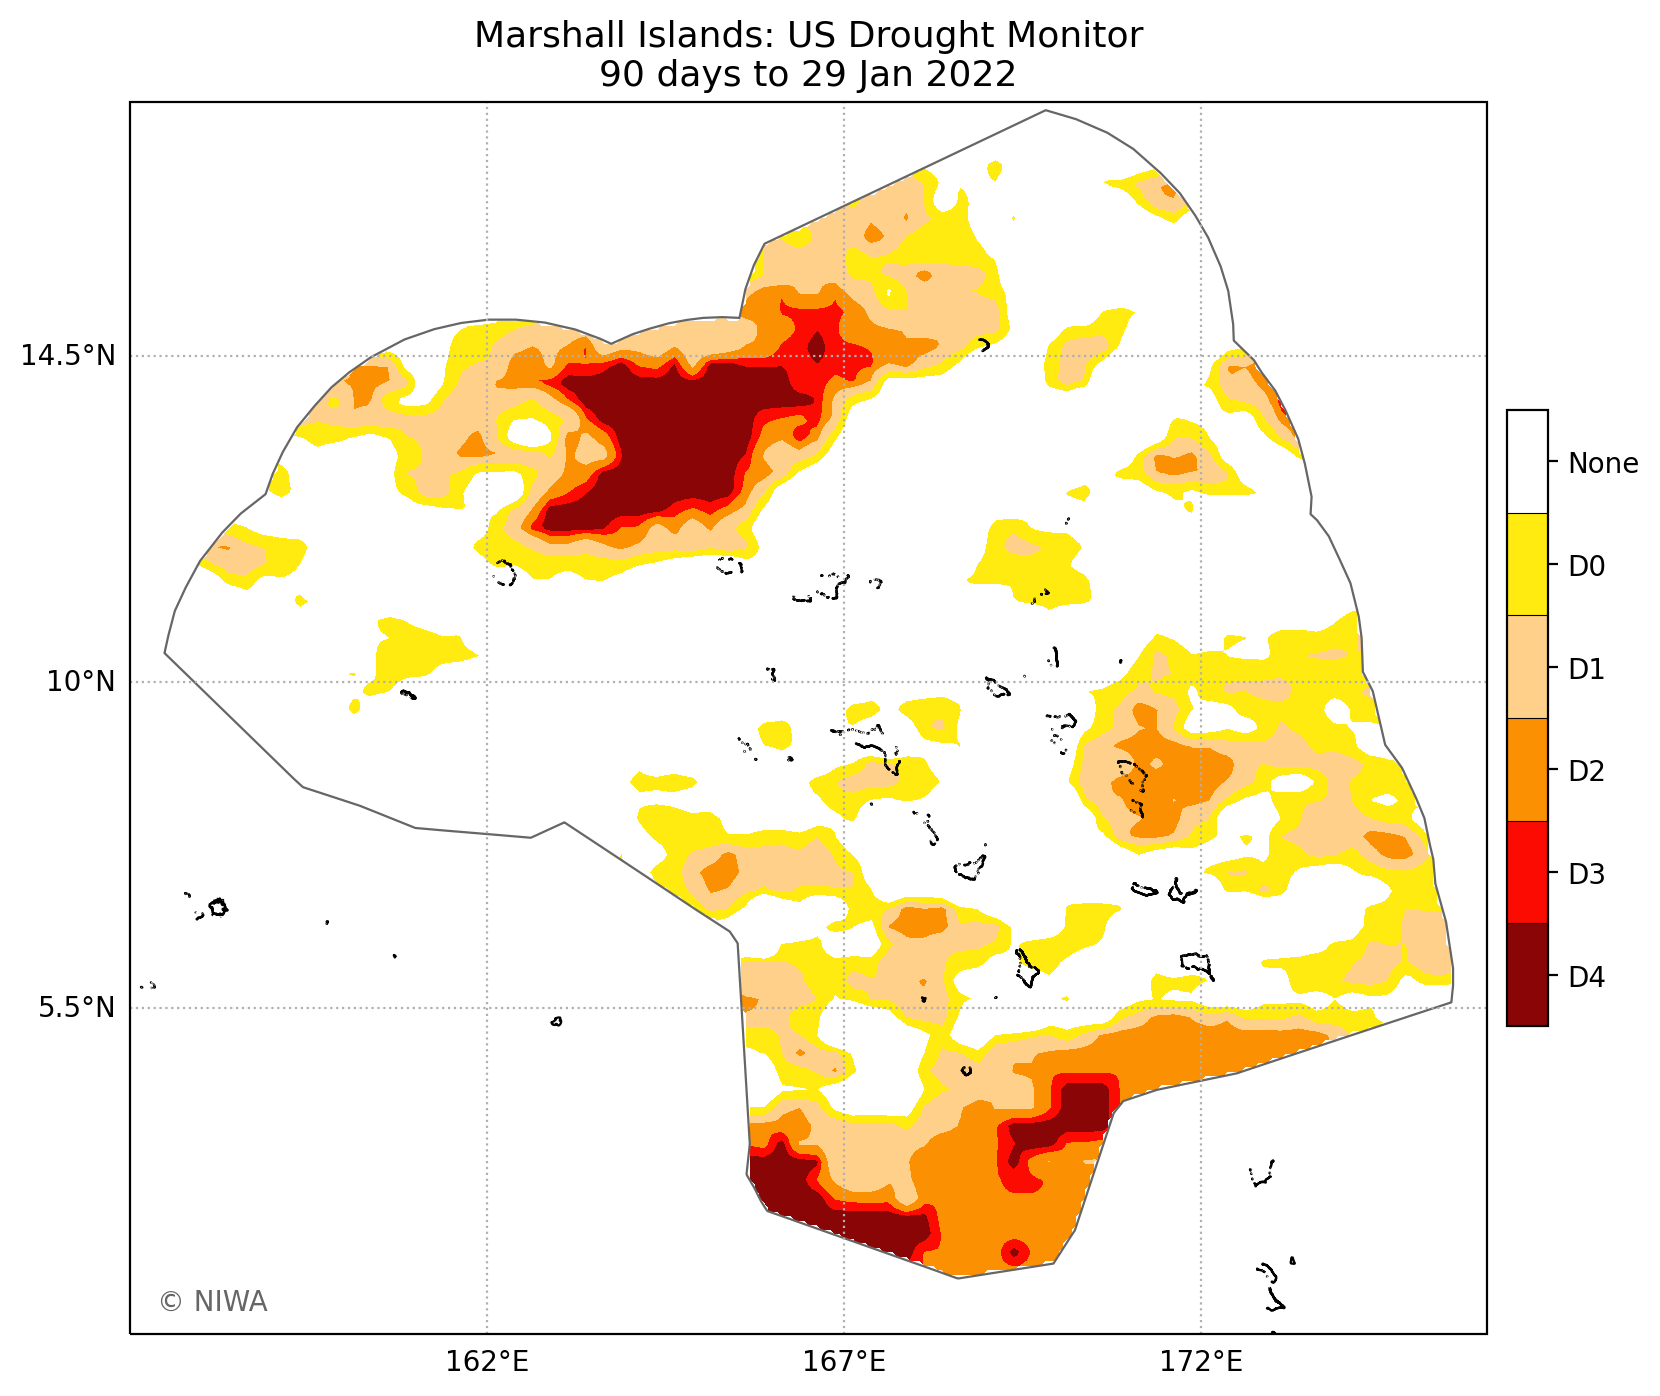 Marshall Islands: US Drought Monitor
90 days to 29 Jan 2022
14.5°N
10°N
5.5°N
162°E
167°E
172°E
None
D0
D1
D2
D3
D4
© NIWA